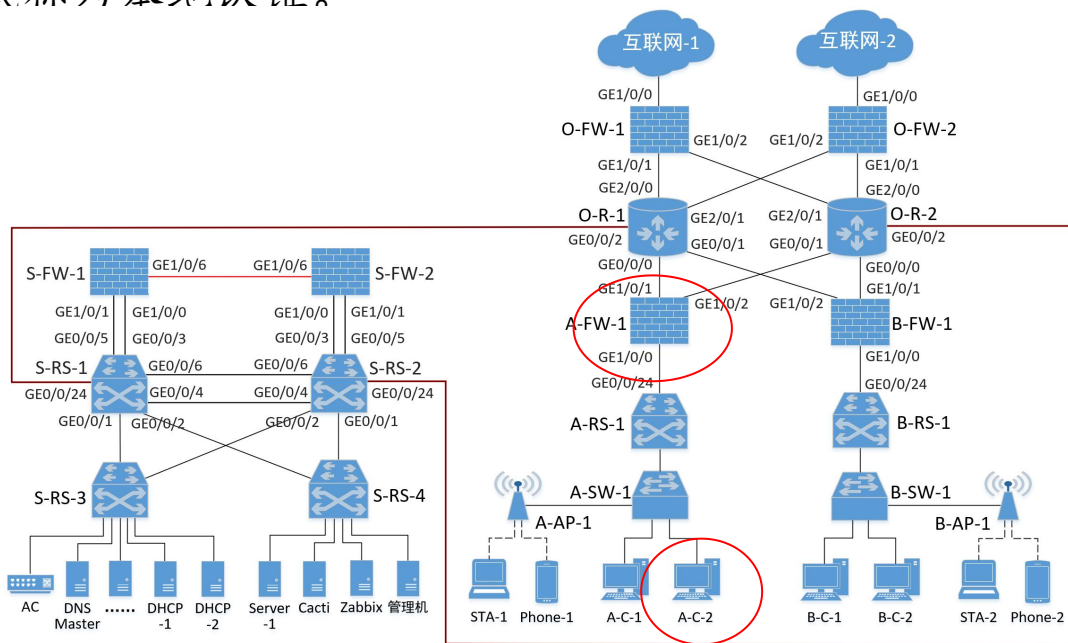 互联网-1
互联网-2
GE1/0/0
GE1/0/0
O-FW-1
GE1/0/2
GE1/0/2
O-FW-2
GE1/0/1
GE1/0/1
GE2/0/0
GE2/0/0
O-R-1
GE2/0/1
GE2/0/1
O-R-2
GE0/0/2
GE0/0/1
GE0/0/1
GE0/0/2
GE0/0/0
GE0/0/0
S-FW-1
GE1/0/6
GE1/0/6
S-FW-2
GE1/0/1
GE1/0/2
GE1/0/2
GE1/0/1
GE1/0/1
GE1/0/0
GE1/0/0
GE1/0/1
A-FW-1
B-FW-1
GE0/0/5
GE0/0/3
GE0/0/3
GE0/0/5
GE1/0/0
GE1/0/0
S-RS-1
GE0/0/6
GE0/0/6
S-RS-2
GE0/0/24
GE0/0/24
GE0/0/24
GE0/0/4
GE0/0/4
GE0/0/24
GE0/0/1
GE0/0/2
GE0/0/2
GE0/0/1
A-RS-1
B-RS-1
S-RS-3
S-RS-4
A-SW-1
B-SW-1
A-AP-1
B-AP-1
AC
DNS
Master
......
DHCP
-1
DHCP
-2
Server
-1
Cacti
Zabbix
管理机
STA-1
Phone-1
A-C-1
A-C-2
B-C-1
B-C-2
STA-2
Phone-2